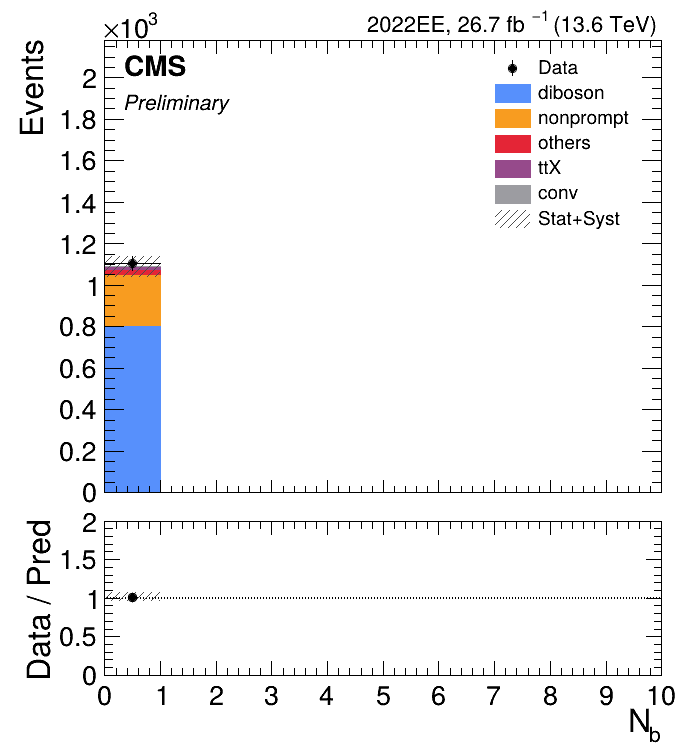 ×10³
2022EE, 26.7 fb ⁻¹ (13.6 TeV)
Events
CMS
Preliminary
Data
diboson
nonprompt
others
ttX
conv
Stat+Syst
2
1.8
1.6
1.4
1.2
1
0.8
0.6
0.4
0.2
0
Data / Pred
2
1.5
1
0.5
0
0 1 2 3 4 5 6 7 8 9 10
N_b